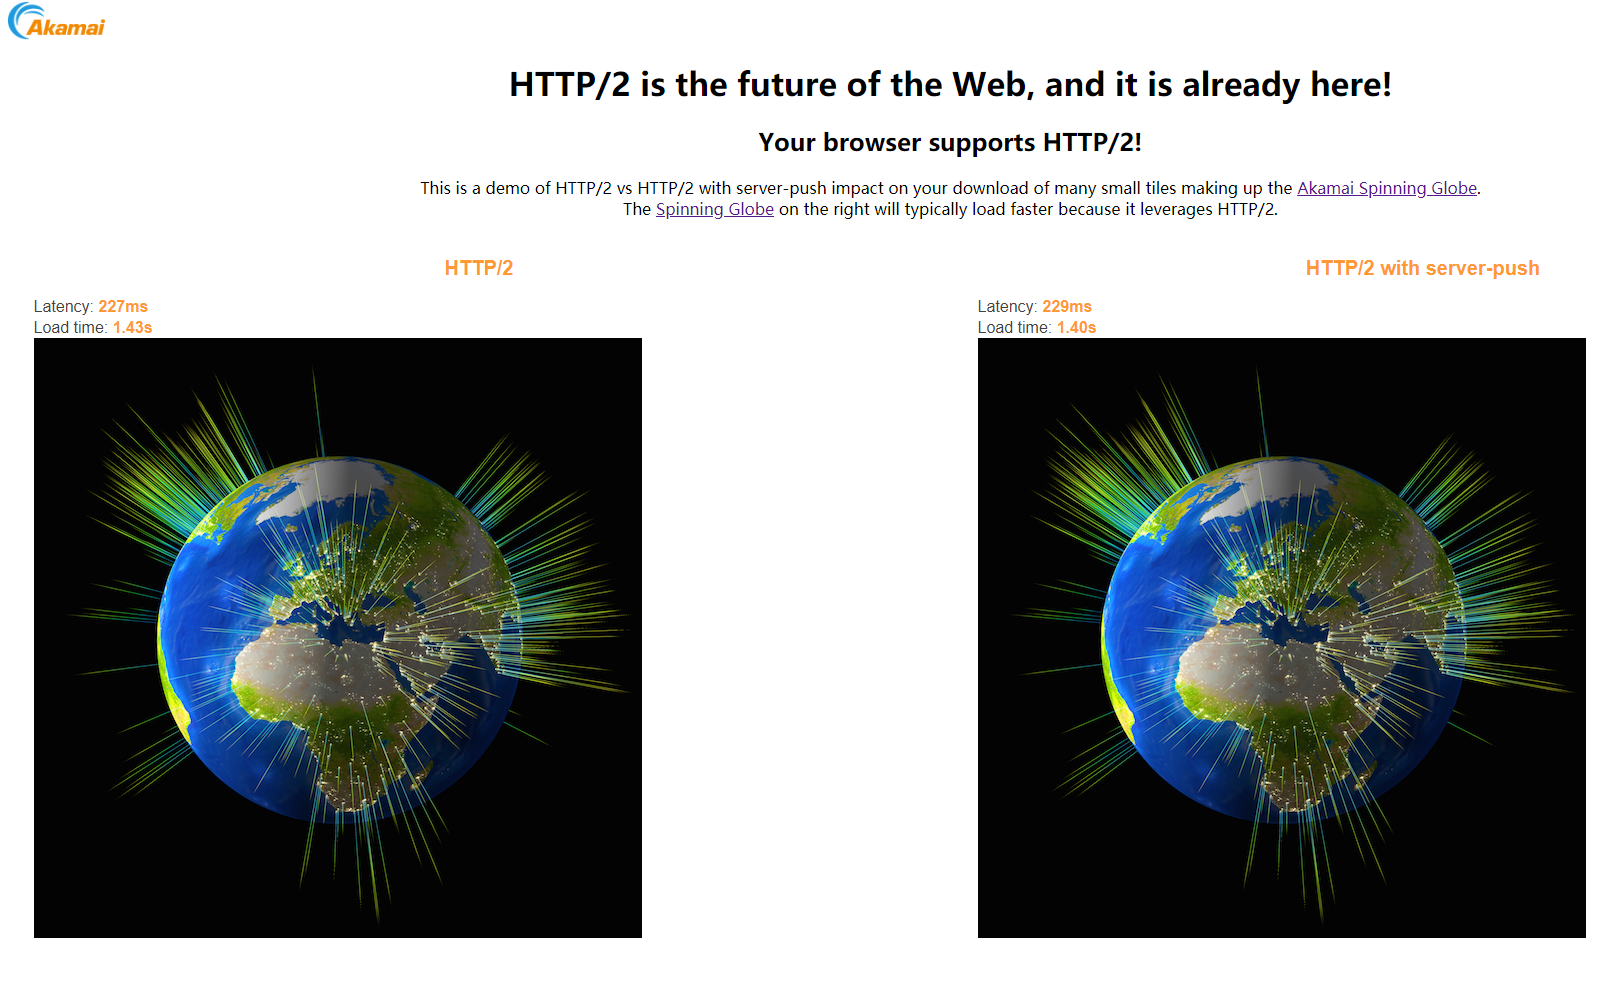 Akamai
HTTP/2 is the future of the Web, and it is already here!
Your browser supports HTTP/2!
This is a demo of HTTP/2 vs HTTP/2 with server-push impact on your download of many small tiles making up the Akamai Spinning Globe.
The Spinning Globe on the right will typically load faster because it leverages HTTP/2.
HTTP/2
Latency: 227ms
Load time: 1.43s
HTTP/2 with server-push
Latency: 229ms
Load time: 1.40s